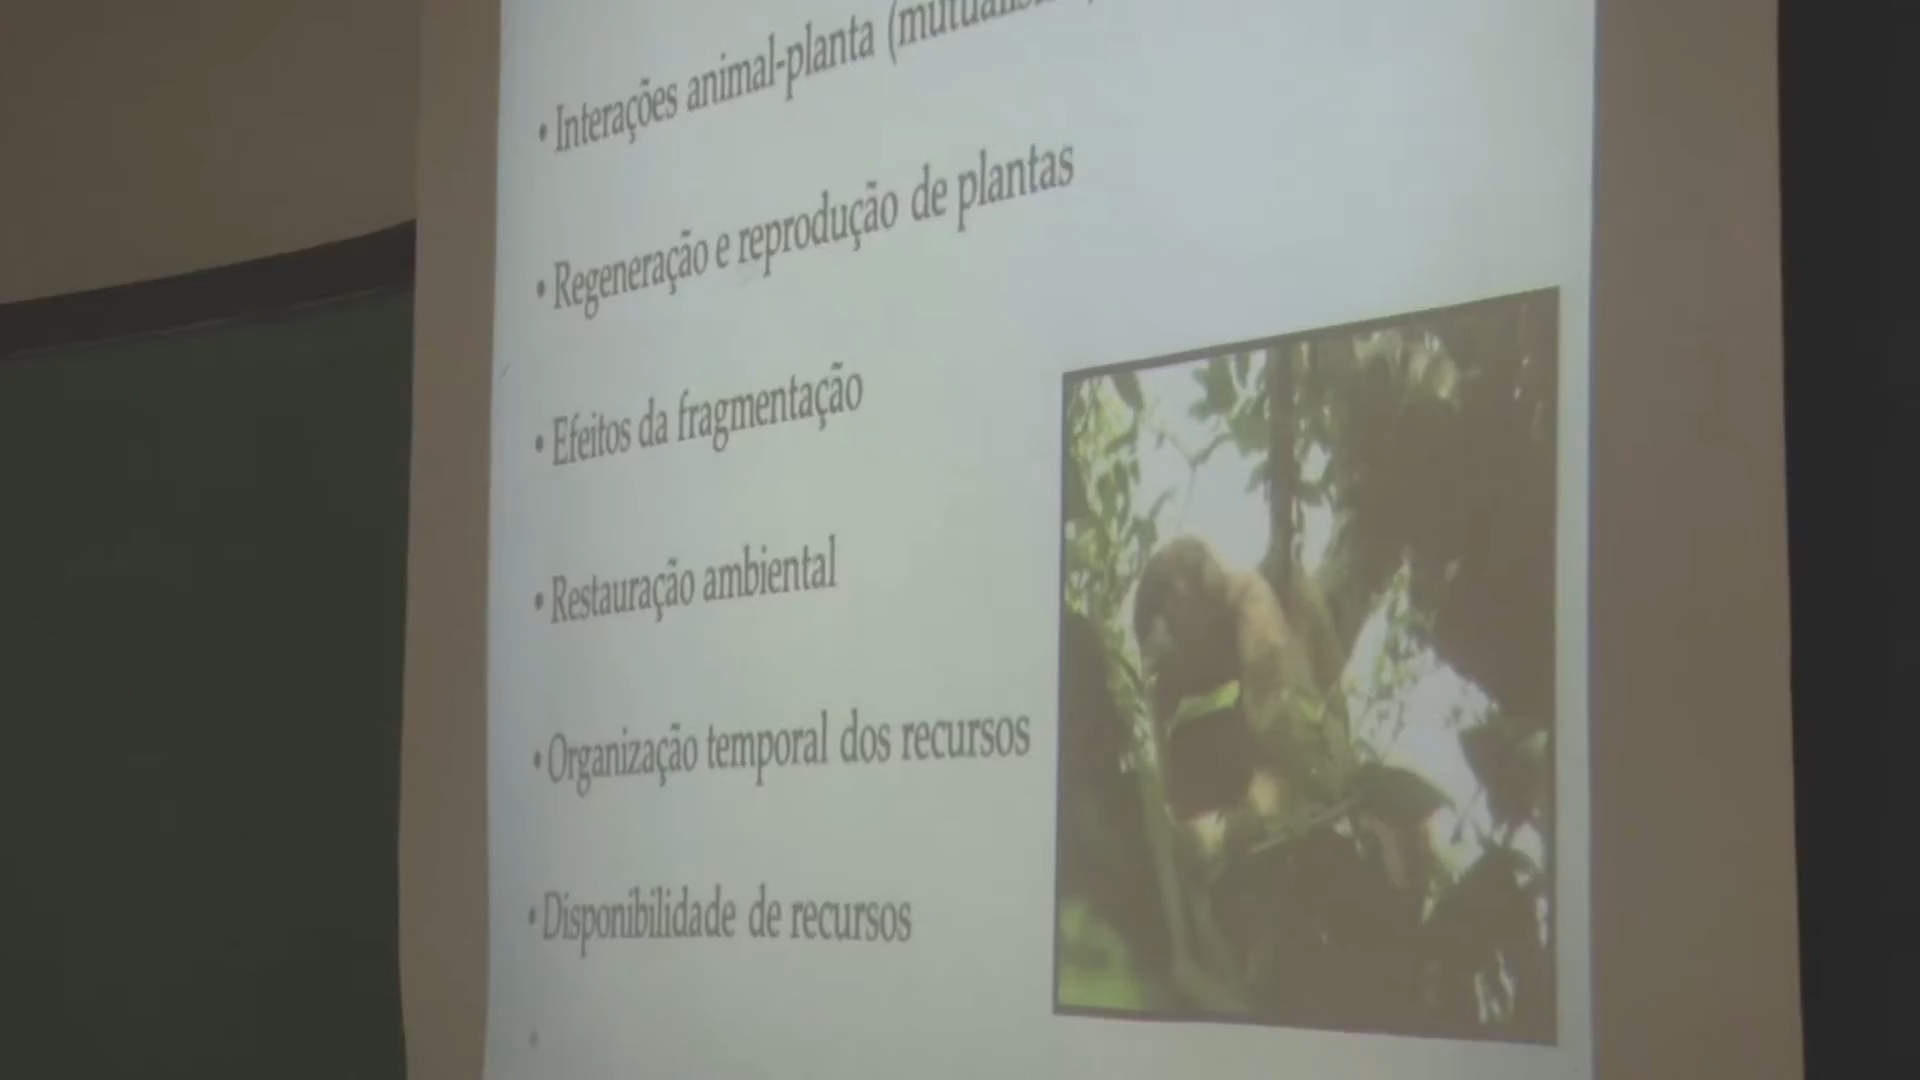 • Interações animal-planta
• Regeneração e reprodução de plantas
• Efeitos da fragmentação
• Restauração ambiental
• Organização temporal dos recursos
• Disponibilidade de recursos